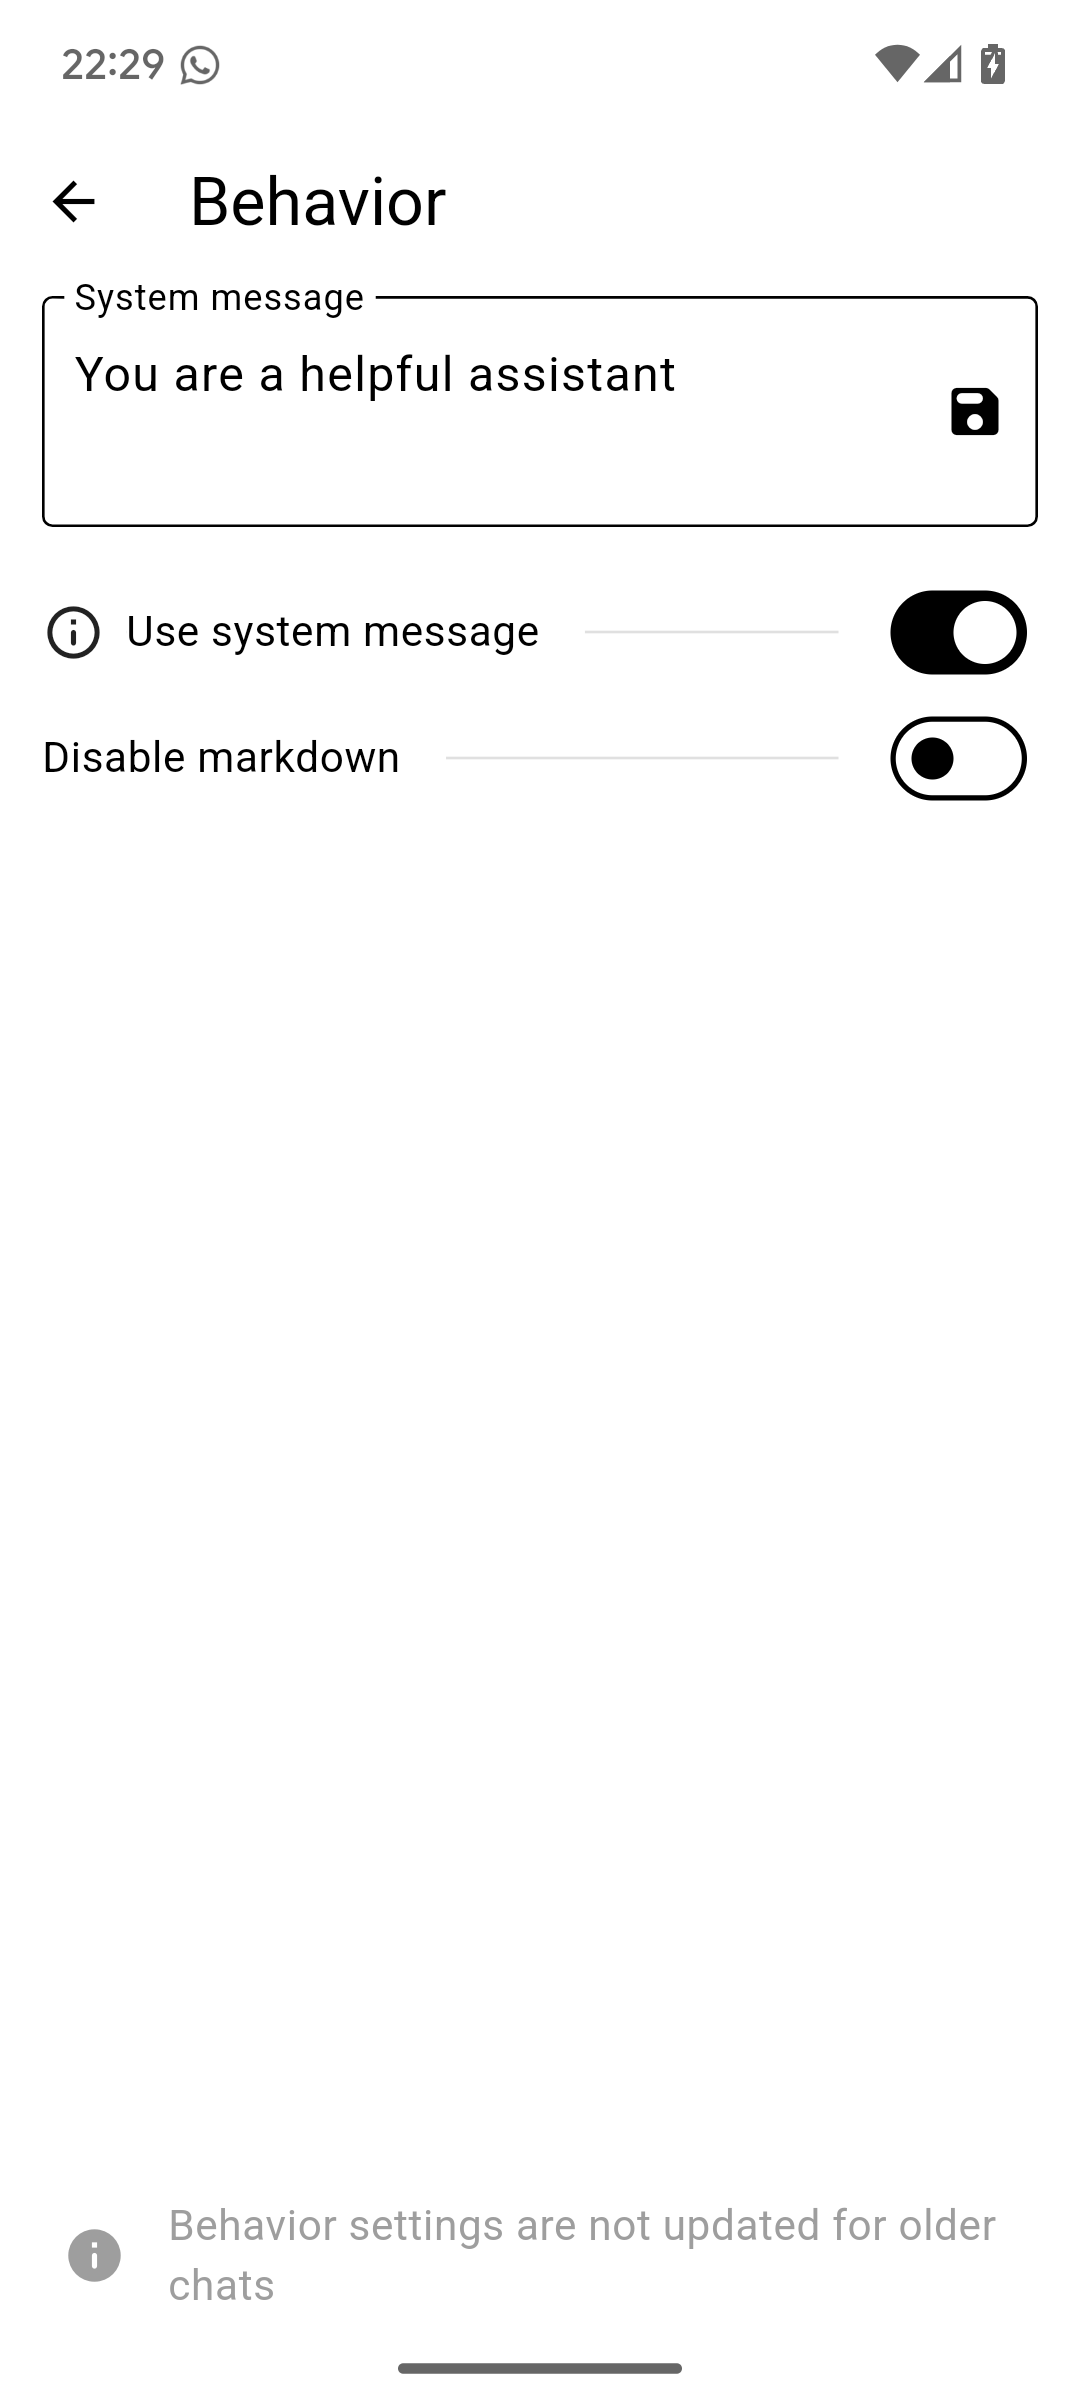 22:29
Behavior
System message
You are a helpful assistant
Use system message
Disable markdown
Behavior settings are not updated for older
chats